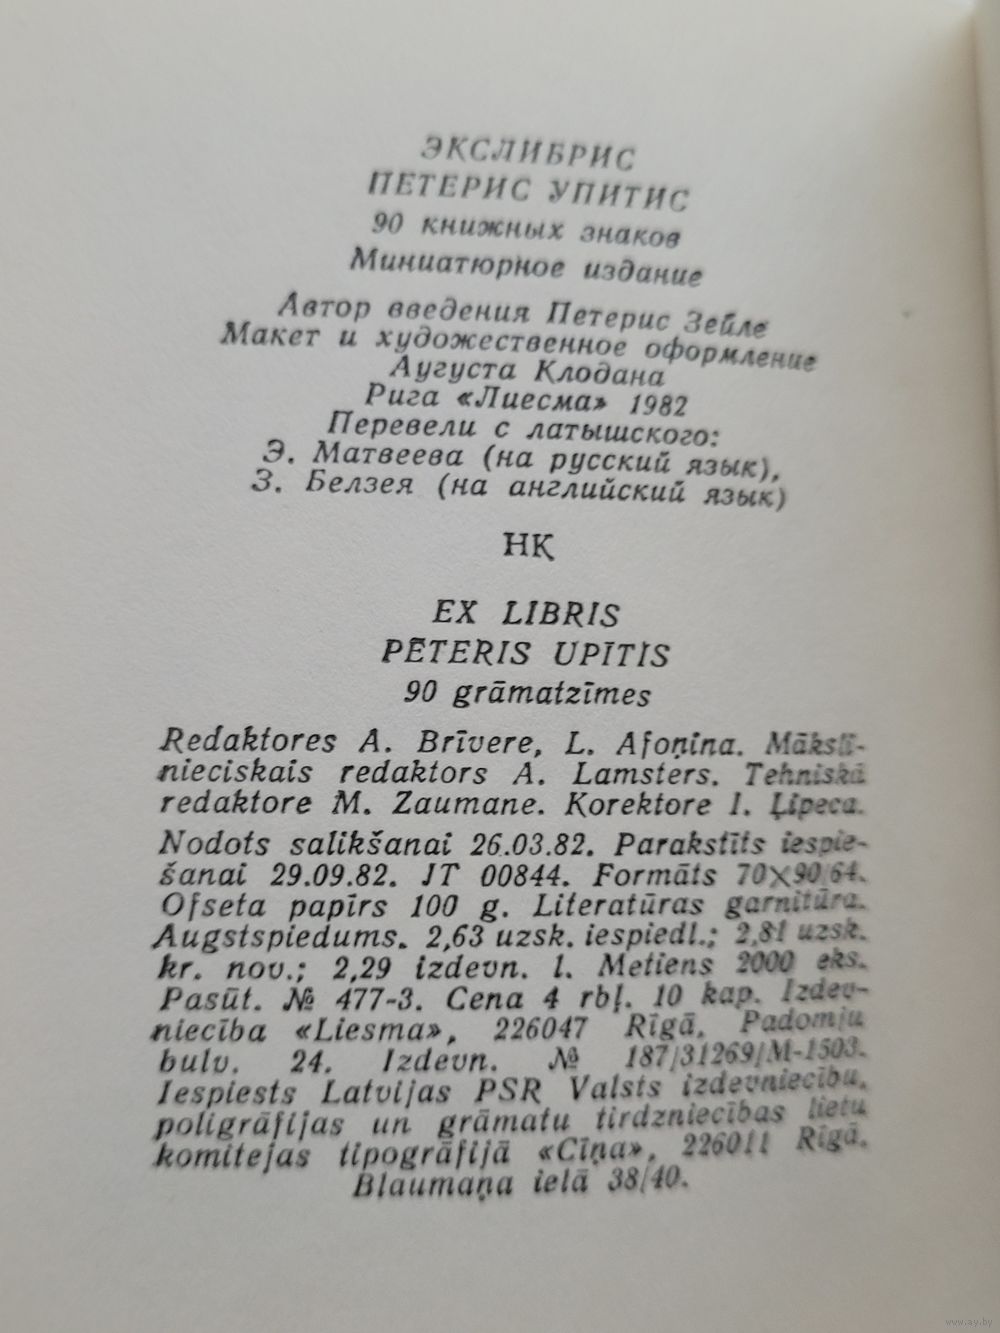 ЭКСЛИБРИС
ПЕТЕРИС УПИТИС
90 книжных знаков
Миниатюрное издание
Автор введения Петерис Зейле
Макет и художественное оформление
Аугуста Клодана
Рига «Лиесма» 1982
Перевели с латышского:
Э. Матвеева (на русский язык),
З. Белзея (на английский язык)
НК
EX LIBRIS
PĒTERIS UPĪTIS
90 grāmatzīmes
Redaktores A. Brīvere, L. Afoņina. Māksli-
nieciskais redaktors A. Lamsters. Tehniskā
redaktore M. Zaumane. Korektore I. Ļipeca.
Nodots salikšanai 26.03.82. Parakstīts iespie-
šanai 29.09.82. JT 00844. Formāts 70×90/64.
Ofseta papīrs 100 g. Literatūras garnitūra.
Augstspiedums. 2,63 uzsk. iespiedl.; 2,81 uzsk.
kr. nov.; 2,29 izdevn. l. Metiens 2000 eks.
Pasūt. № 477-3. Cena 4 rbļ. 10 kap. Izdev-
niecība «Liesma», 226047 Rīgā, Padomju
bulv. 24. Izdevn. № 187/31269/M-1503.
Iespiests Latvijas PSR Valsts izdevniecību,
poligrāfijas un grāmatu tirdzniecības lietu
komitejas tipogrāfijā «Cīņa», 226011 Rīgā,
Blaumaņa ielā 38/40.
www.ay.by